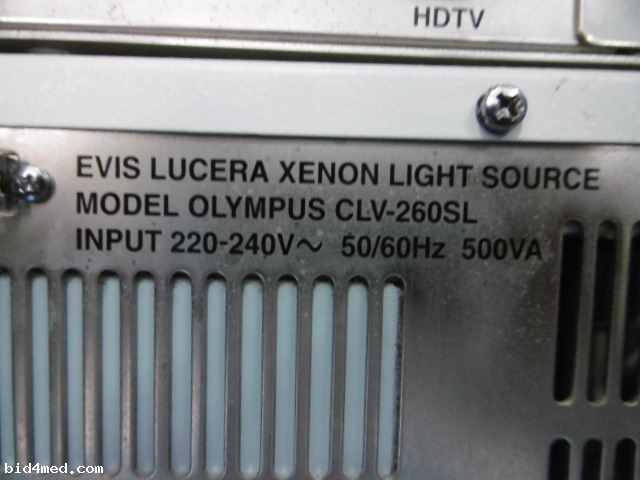 HDTV
EVIS LUCERA XENON LIGHT SOURCE
MODEL OLYMPUS CLV-260SL
INPUT 220-240V～ 50/60Hz 500VA
bid4med.com